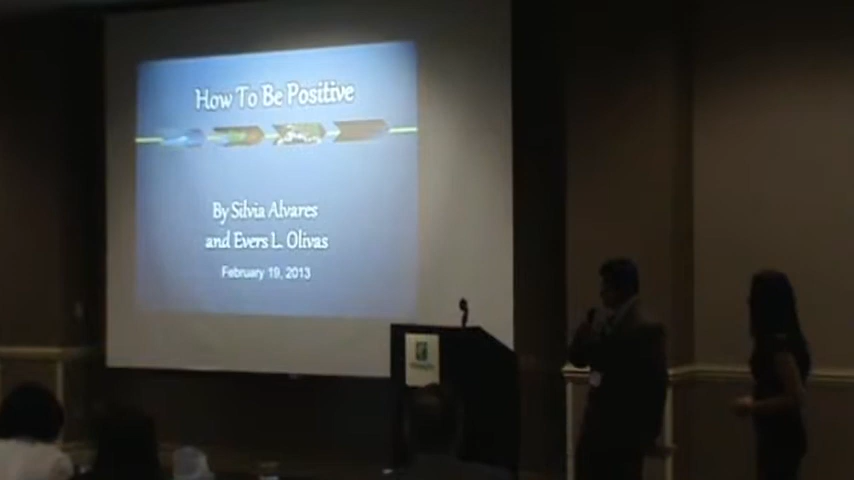 How To Be Positive
By Silvia Alvares
and Evers L. Olivas
February 19, 2013